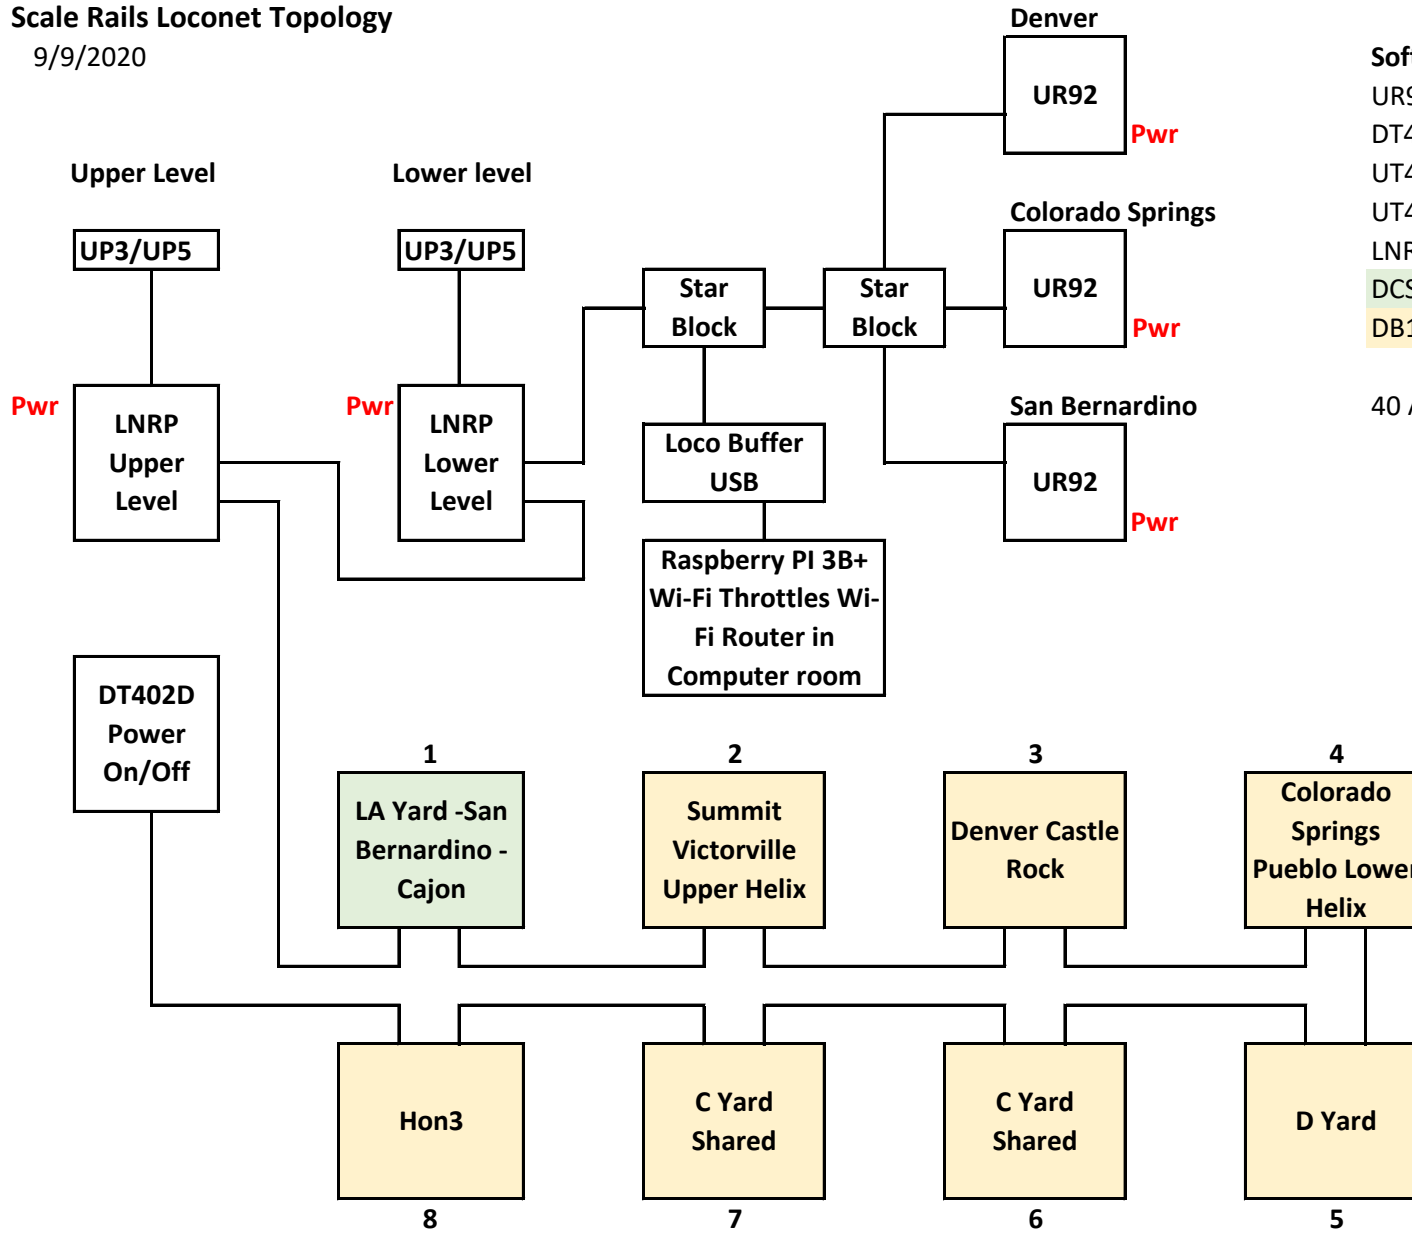 Scale Rails Loconet Topology
9/9/2020
Denver
UR92
Pwr
Upper Level
Lower level
Colorado Springs
UP3/UP5
UP3/UP5
Star
Block
Star
Block
UR92
Pwr
Pwr
LNRP
Upper
Level
Pwr
LNRP
Lower
Level
San Bernardino
Loco Buffer
USB
UR92
Pwr
Raspberry PI 3B+
Wi-Fi Throttles Wi-
Fi Router in
Computer room
DT402D
Power
On/Off
1
2
3
4
LA Yard -San
Bernardino -
Cajon
Summit
Victorville
Upper Helix
Denver Castle
Rock
Colorado
Springs
Pueblo Lower
Helix
Hon3
C Yard
Shared
C Yard
Shared
D Yard
8
7
6
5
40